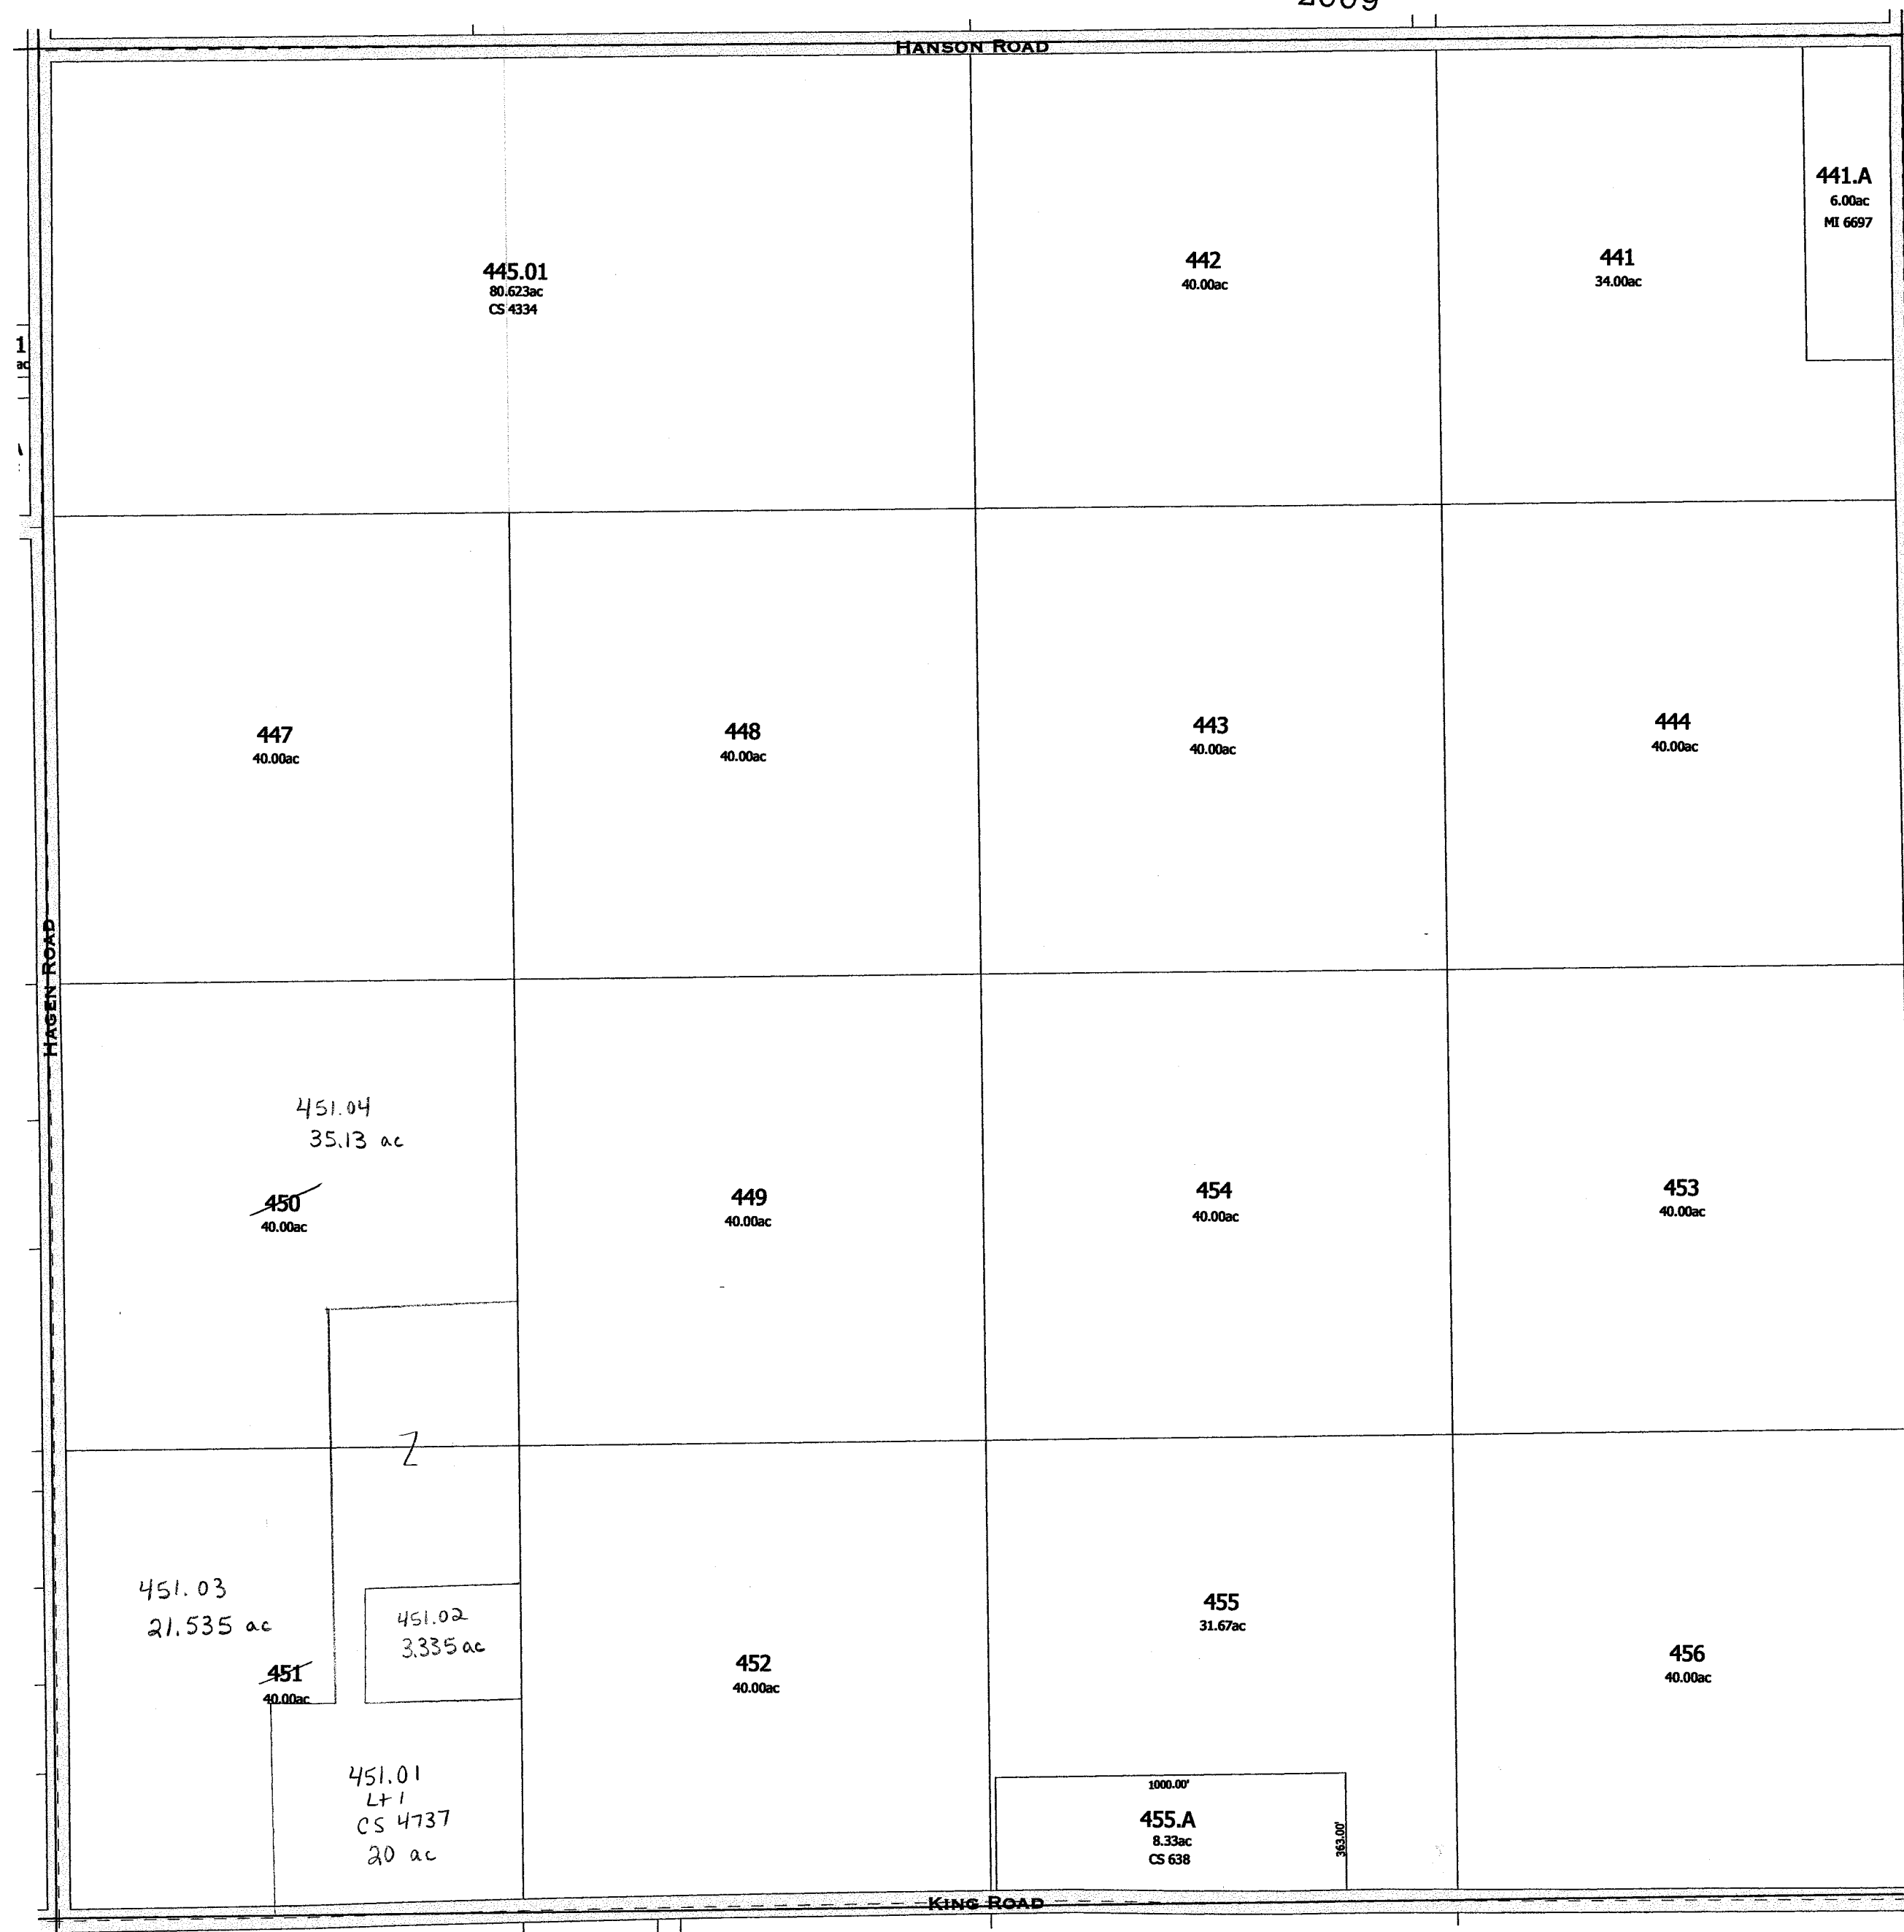 HANSON ROAD
441.A
6.00ac
MI 6697
445.01
80.623ac
CS 4334
442
40.00ac
441
34.00ac
1
ac
447
40.00ac
448
40.00ac
443
40.00ac
444
40.00ac
HAGEN ROAD
451.04
35.13 ac
450
40.00ac
449
40.00ac
454
40.00ac
453
40.00ac
451.03
21.535 ac
451
40.00ac
451.02
3.335 ac
452
40.00ac
455
31.67ac
456
40.00ac
451.01
Lt 1
CS 4737
20 ac
1000.00'
455.A
8.33ac
CS 638
363.00'
KING ROAD